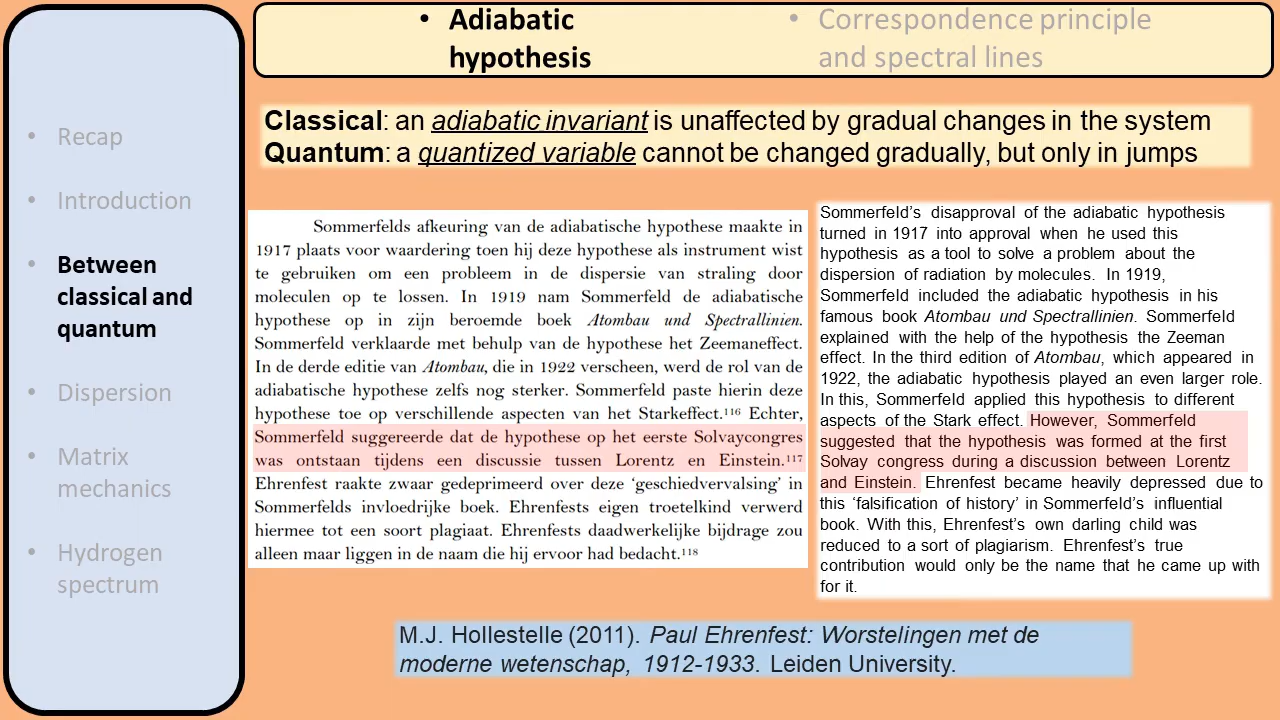 • Adiabatic
hypothesis
• Correspondence principle
and spectral lines
• Recap
• Introduction
• Between
classical and
quantum
• Dispersion
• Matrix
mechanics
• Hydrogen
spectrum
Classical: an adiabatic invariant is unaffected by gradual changes in the system
Quantum: a quantized variable cannot be changed gradually, but only in jumps
Sommerfelds afkeuring van de adiabatische hypothese maakte in
1917 plaats voor waardering toen hij deze hypothese als instrument wist
te gebruiken om een probleem in de dispersie van straling door
moleculen op te lossen. In 1919 nam Sommerfeld de adiabatische
hypothese op in zijn beroemde boek Atombau und Spectrallinien.
Sommerfeld verklaarde met behulp van de hypothese het Zeemaneffect.
In de derde editie van Atombau, die in 1922 verscheen, werd de rol van de
adiabatische hypothese zelfs nog sterker. Sommerfeld paste hierin deze
hypothese toe op verschillende aspecten van het Starkeffect.¹¹⁶ Echter,
Sommerfeld suggereerde dat de hypothese op het eerste Solvaycongres
was ontstaan tijdens een discussie tussen Lorentz en Einstein.¹¹⁷
Ehrenfest raakte zwaar gedeprimeerd over deze ‘geschiedvervalsing’ in
Sommerfelds invloedrijke boek. Ehrenfests eigen troetelkind verwerd
hiermee tot een soort plagiaat. Ehrenfests daadwerkelijke bijdrage zou
alleen maar liggen in de naam die hij ervoor had bedacht.¹¹⁸
Sommerfeld’s disapproval of the adiabatic hypothesis
turned in 1917 into approval when he used this
hypothesis as a tool to solve a problem about the
dispersion of radiation by molecules. In 1919,
Sommerfeld included the adiabatic hypothesis in his
famous book Atombau und Spectrallinien. Sommerfeld
explained with the help of the hypothesis the Zeeman
effect. In the third edition of Atombau, which appeared in
1922, the adiabatic hypothesis played an even larger role.
In this, Sommerfeld applied this hypothesis to different
aspects of the Stark effect. However, Sommerfeld
suggested that the hypothesis was formed at the first
Solvay congress during a discussion between Lorentz
and Einstein. Ehrenfest became heavily depressed due to
this ‘falsification of history’ in Sommerfeld’s influential
book. With this, Ehrenfest’s own darling child was
reduced to a sort of plagiarism. Ehrenfest’s true
contribution would only be the name that he came up with
for it.
M.J. Hollestelle (2011). Paul Ehrenfest: Worstelingen met de
moderne wetenschap, 1912-1933. Leiden University.